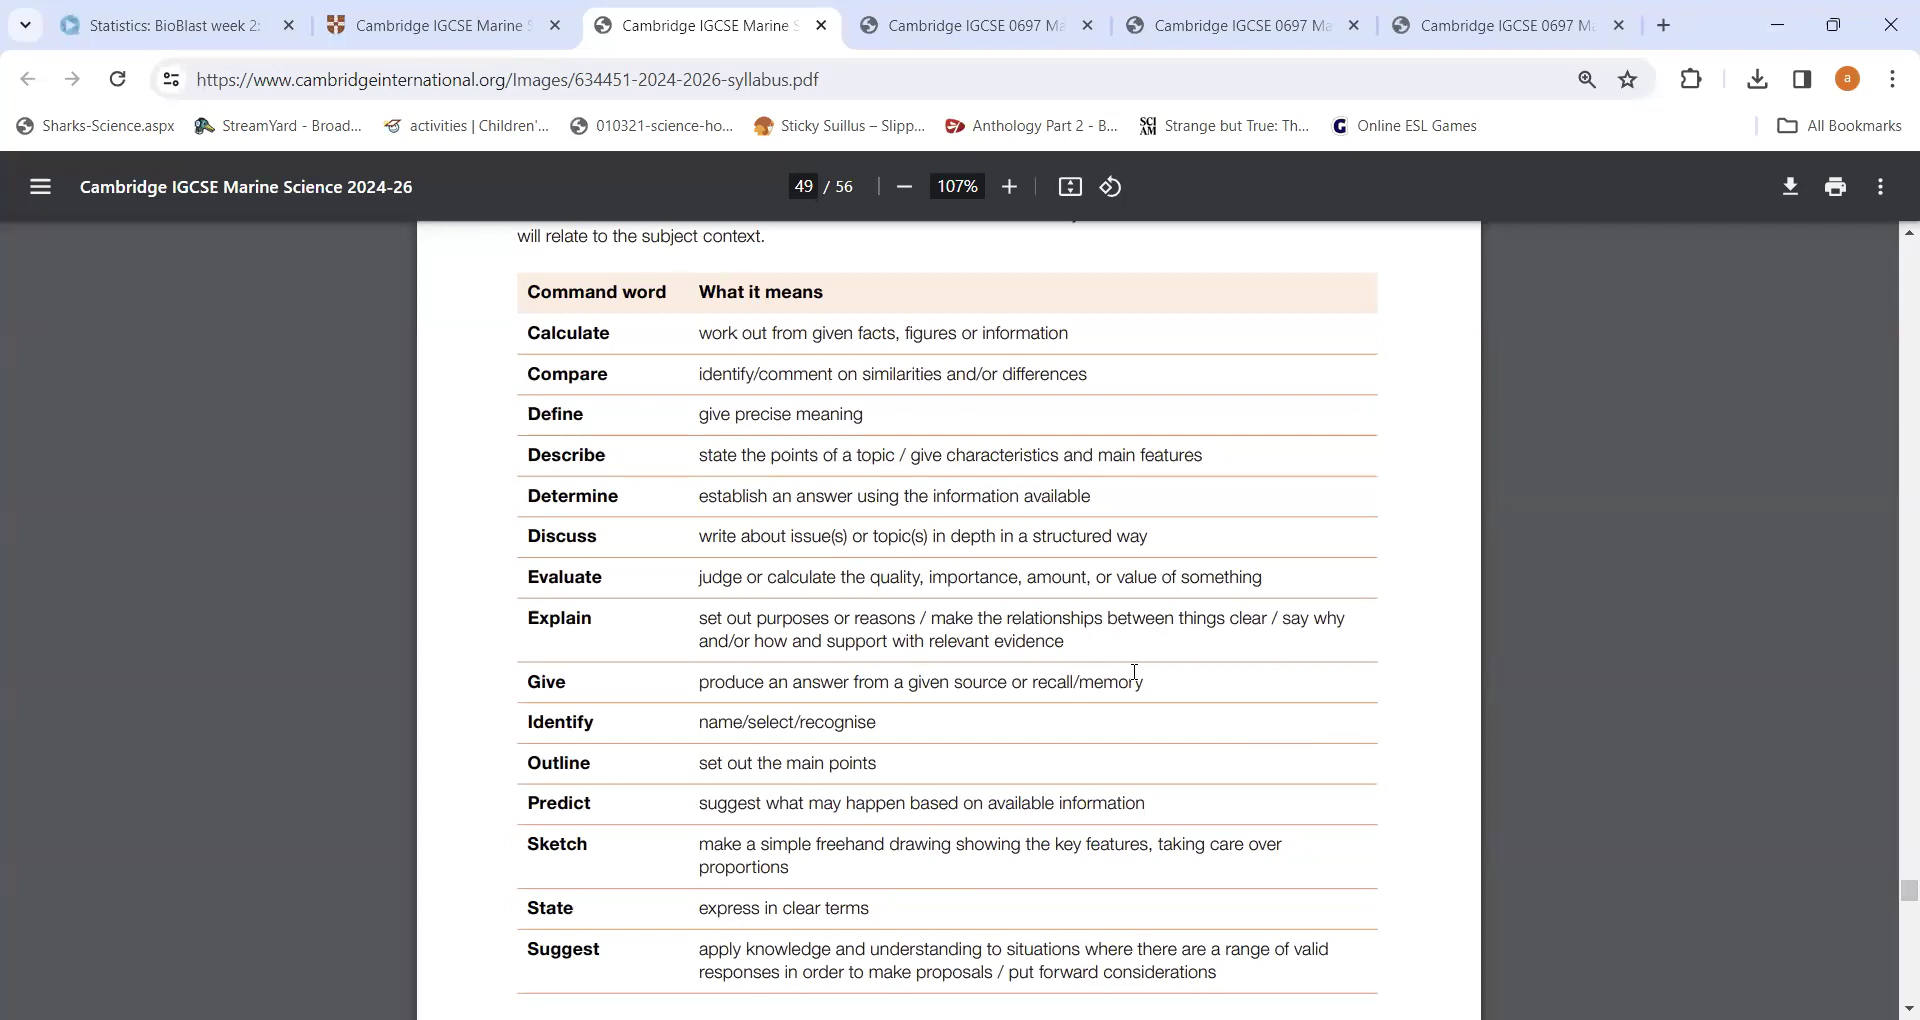 Statistics: BioBlast week 2:
Cambridge IGCSE Marine S
Cambridge IGCSE Marine S
Cambridge IGCSE 0697 Ma
Cambridge IGCSE 0697 Ma
Cambridge IGCSE 0697 Ma
https://www.cambridgeinternational.org/Images/634451-2024-2026-syllabus.pdf
a
Sharks-Science.aspx
StreamYard - Broad...
activities | Children'...
010321-science-ho...
Sticky Suillus – Slipp...
Anthology Part 2 - B...
SCI AM
Strange but True: Th...
G
Online ESL Games
All Bookmarks
Cambridge IGCSE Marine Science 2024-26
49 / 56
107%
will relate to the subject context.
Command word What it means
Calculate work out from given facts, figures or information
Compare identify/comment on similarities and/or differences
Define give precise meaning
Describe state the points of a topic / give characteristics and main features
Determine establish an answer using the information available
Discuss write about issue(s) or topic(s) in depth in a structured way
Evaluate judge or calculate the quality, importance, amount, or value of something
Explain set out purposes or reasons / make the relationships between things clear / say why
and/or how and support with relevant evidence
Give produce an answer from a given source or recall/memory
Identify name/select/recognise
Outline set out the main points
Predict suggest what may happen based on available information
Sketch make a simple freehand drawing showing the key features, taking care over
proportions
State express in clear terms
Suggest apply knowledge and understanding to situations where there are a range of valid
responses in order to make proposals / put forward considerations